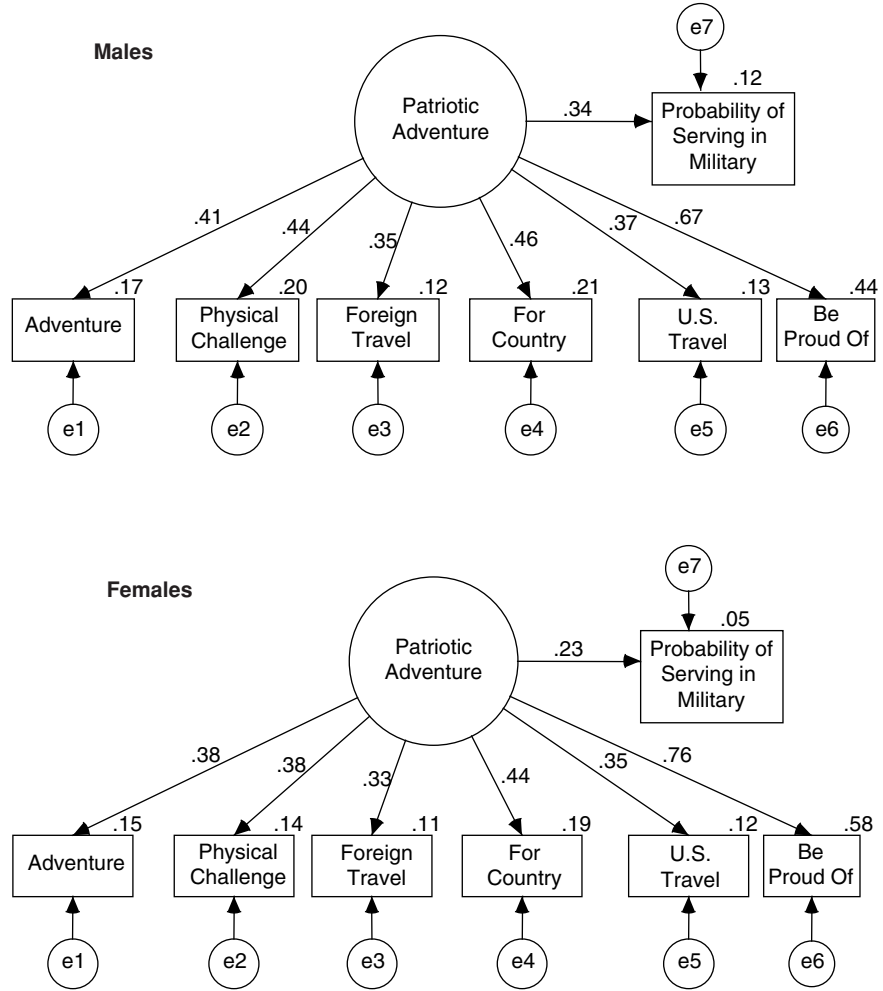 Males
e7
.12
Patriotic
Adventure
.34
Probability of
Serving in
Military
.41
.44
.35
.46
.37
.67
.17
.20
.12
.21
.13
.44
Adventure
Physical
Challenge
Foreign
Travel
For
Country
U.S.
Travel
Be
Proud Of
e1
e2
e3
e4
e5
e6
Females
e7
.05
Patriotic
Adventure
.23
Probability of
Serving in
Military
.38
.38
.33
.44
.35
.76
.15
.14
.11
.19
.12
.58
Adventure
Physical
Challenge
Foreign
Travel
For
Country
U.S.
Travel
Be
Proud Of
e1
e2
e3
e4
e5
e6